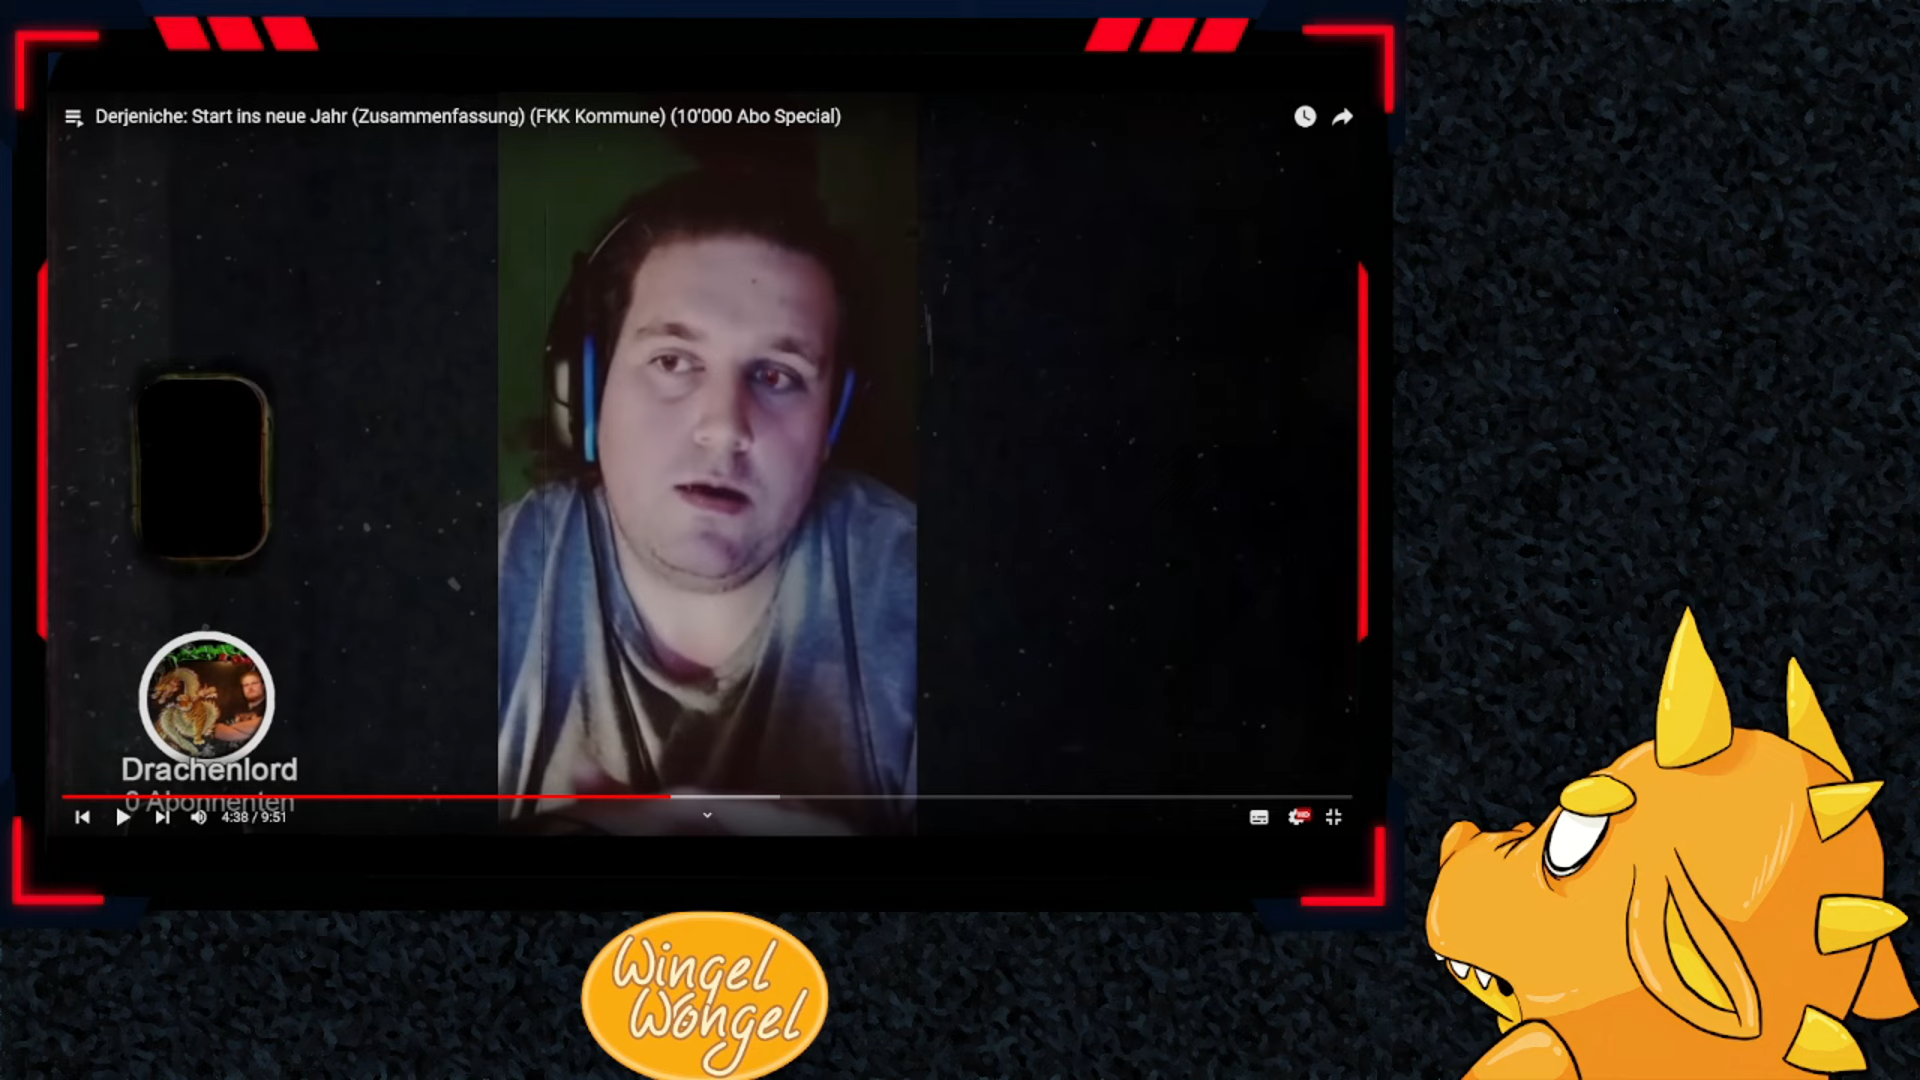 Derjeniche: Start ins neue Jahr (Zusammenfassung) (FKK Kommune) (10'000 Abo Special)
Drachenlord
0 Abonnenten
4:38 / 9:51
HD
Wingel
Wongel